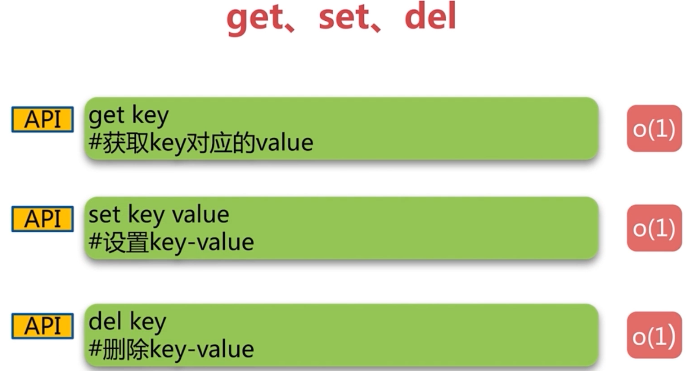 get、set、del
API
get key
#获取key对应的value
o(1)
API
set key value
#设置key-value
o(1)
API
del key
#删除key-value
o(1)